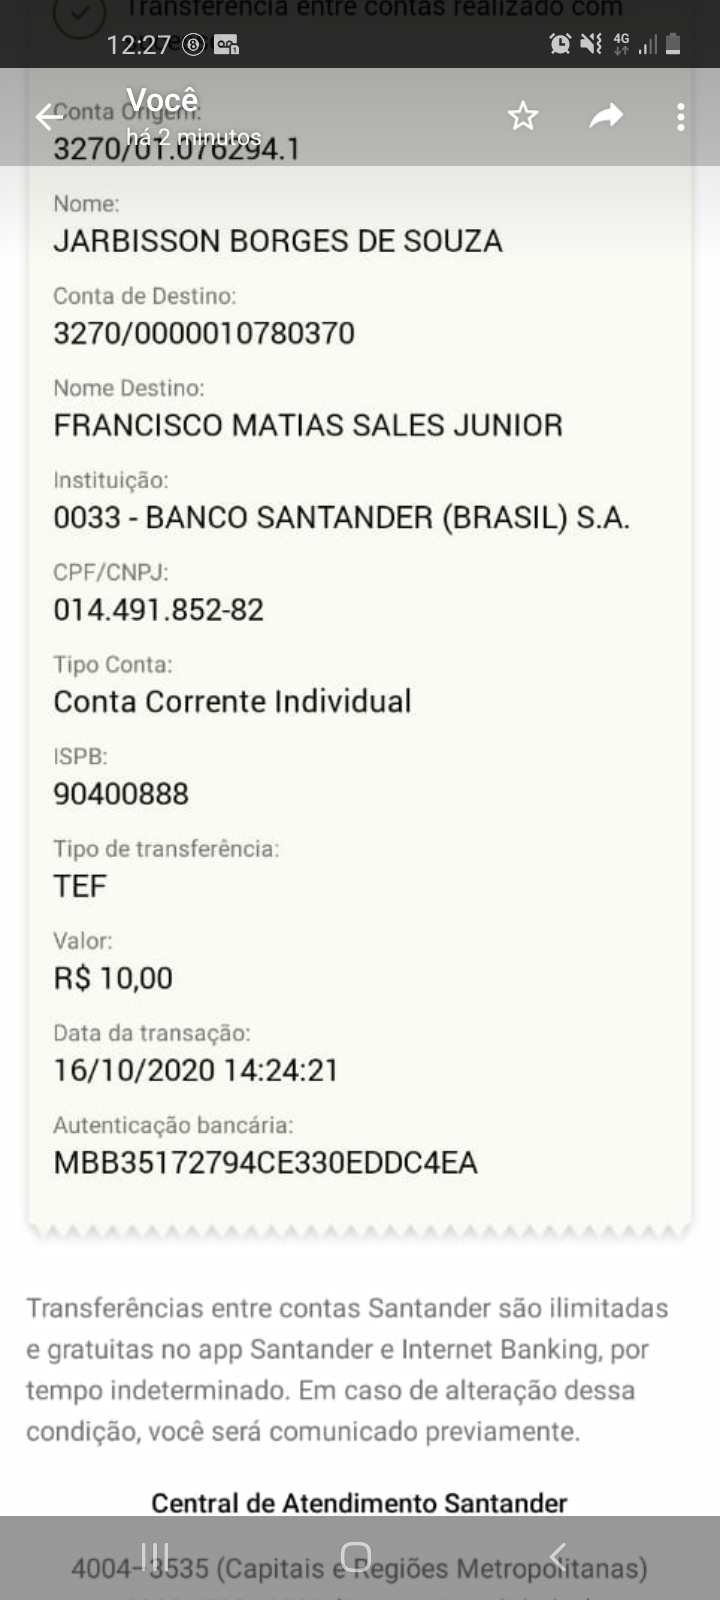 Transferência entre contas realizado com
12:27
4G
Você
há 2 minutos
Conta Origem:
3270/01.076294.1
Nome:
JARBISSON BORGES DE SOUZA
Conta de Destino:
3270/0000010780370
Nome Destino:
FRANCISCO MATIAS SALES JUNIOR
Instituição:
0033 - BANCO SANTANDER (BRASIL) S.A.
CPF/CNPJ:
014.491.852-82
Tipo Conta:
Conta Corrente Individual
ISPB:
90400888
Tipo de transferência:
TEF
Valor:
R$ 10,00
Data da transação:
16/10/2020 14:24:21
Autenticação bancária:
MBB35172794CE330EDDC4EA
Transferências entre contas Santander são ilimitadas
e gratuitas no app Santander e Internet Banking, por
tempo indeterminado. Em caso de alteração dessa
condição, você será comunicado previamente.
Central de Atendimento Santander
4004-3535 (Capitais e Regiões Metropolitanas)